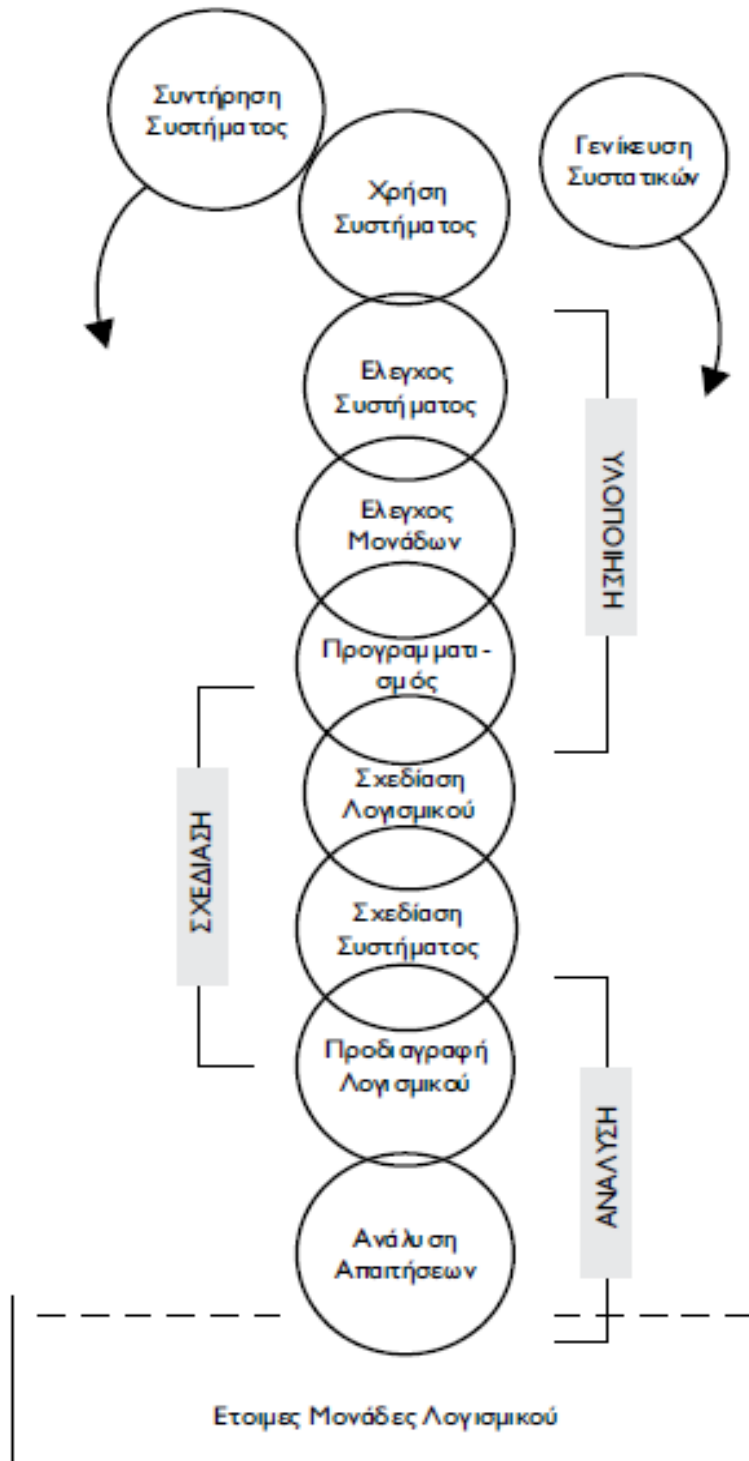 Συντήρηση
Συστήματος
Γενίκευση
Συστατικών
Χρήση
Συστήματος
Ελεγχος
Συστήματος
ΥΛΟΠΟΙΗΣΗ
Ελεγχος
Μονάδων
Προγραμματι-
σμός
Σχεδίαση
Λογισμικού
ΣΧΕΔΙΑΣΗ
Σχεδίαση
Συστήματος
Προδιαγραφή
Λογισμικού
ΑΝΑΛΥΣΗ
Ανάλυση
Απαιτήσεων
Ετοιμες Μονάδες Λογισμικού